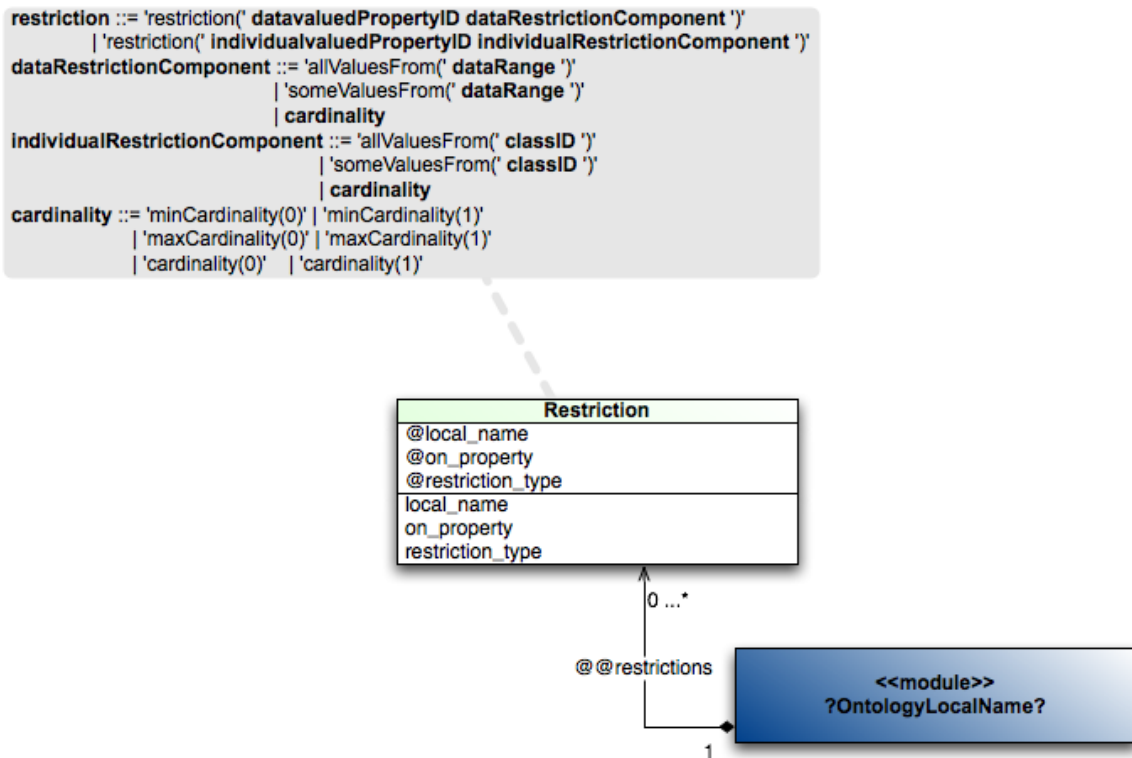 restriction ::= 'restriction(' datavaluedPropertyID dataRestrictionComponent ')'
| 'restriction(' individualvaluedPropertyID individualRestrictionComponent ')'
dataRestrictionComponent ::= 'allValuesFrom(' dataRange ')'
| 'someValuesFrom(' dataRange ')'
| cardinality
individualRestrictionComponent ::= 'allValuesFrom(' classID ')'
| 'someValuesFrom(' classID ')'
| cardinality
cardinality ::= 'minCardinality(0)' | 'minCardinality(1)'
| 'maxCardinality(0)' | 'maxCardinality(1)'
| 'cardinality(0)' | 'cardinality(1)'
Restriction
@local_name
@on_property
@restriction_type
local_name
on_property
restriction_type
0 ...*
@@restrictions
<<module>>
?OntologyLocalName?
1